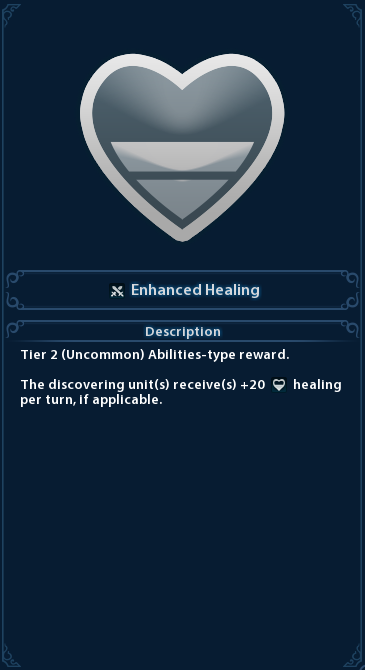 Enhanced Healing
Description
Tier 2 (Uncommon) Abilities-type reward.
The discovering unit(s) receive(s) +20 healing
per turn, if applicable.